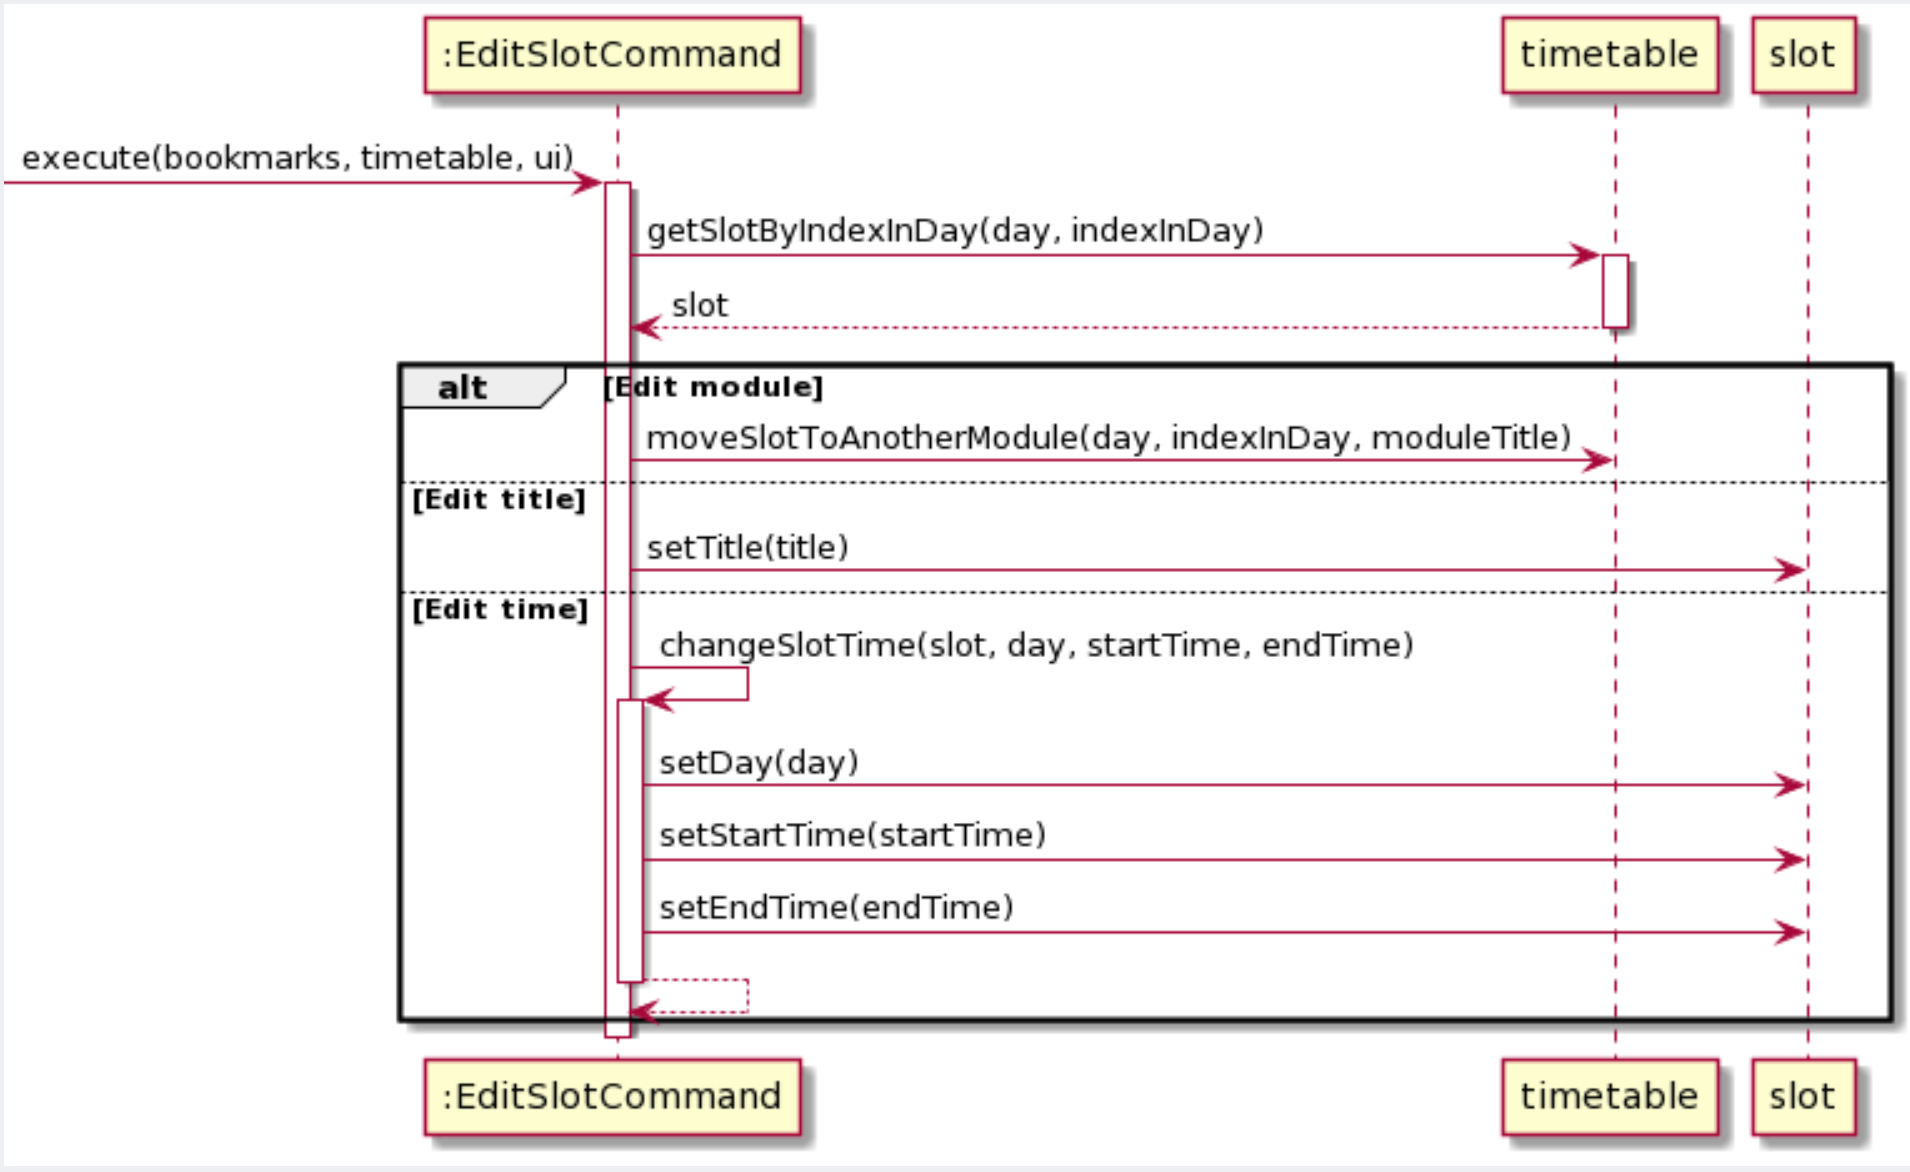 :EditSlotCommand
timetable
slot
execute(bookmarks, timetable, ui)
getSlotByIndexInDay(day, indexInDay)
slot
alt
[Edit module]
moveSlotToAnotherModule(day, indexInDay, moduleTitle)
[Edit title]
setTitle(title)
[Edit time]
changeSlotTime(slot, day, startTime, endTime)
setDay(day)
setStartTime(startTime)
setEndTime(endTime)
:EditSlotCommand
timetable
slot